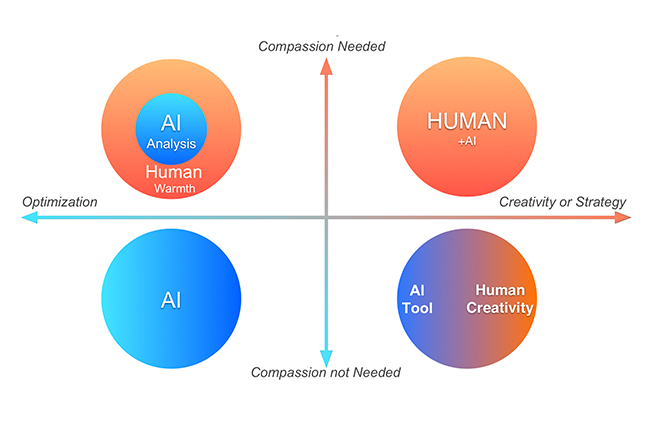 Compassion Needed
AI
Analysis
Human
Warmth
HUMAN
+AI
Optimization
Creativity or Strategy
AI
AI
Tool
Human
Creativity
Compassion not Needed